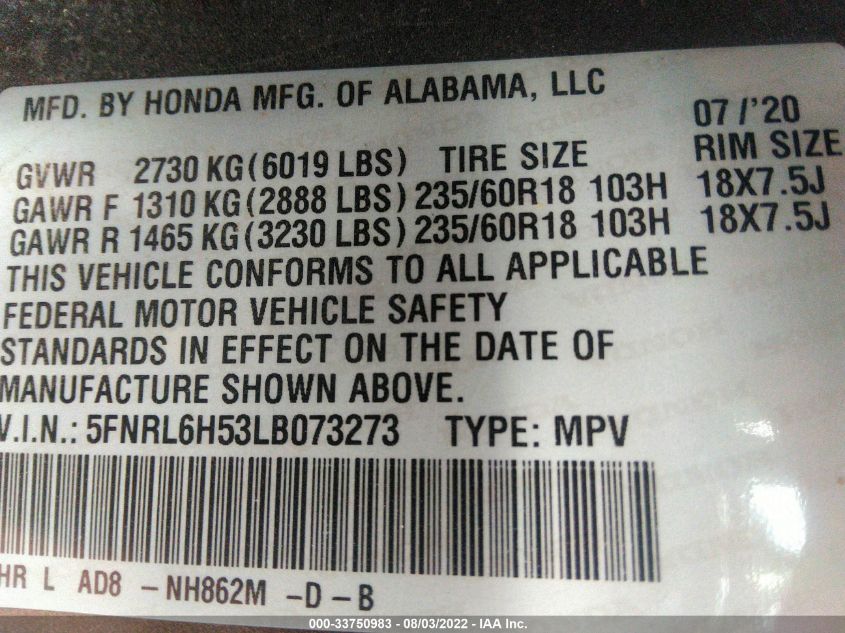 MFD. BY HONDA MFG. OF ALABAMA, LLC
07/'20
GVWR 2730 KG(6019 LBS) TIRE SIZE RIM SIZE
GAWR F 1310 KG(2888 LBS) 235/60R18 103H 18X7.5J
GAWR R 1465 KG(3230 LBS) 235/60R18 103H 18X7.5J
THIS VEHICLE CONFORMS TO ALL APPLICABLE
FEDERAL MOTOR VEHICLE SAFETY
STANDARDS IN EFFECT ON THE DATE OF
MANUFACTURE SHOWN ABOVE.
V.I.N.: 5FNRL6H53LB073273 TYPE: MPV
HR L AD8 -NH862M -D-B
000-33750983 - 08/03/2022 - IAA Inc.